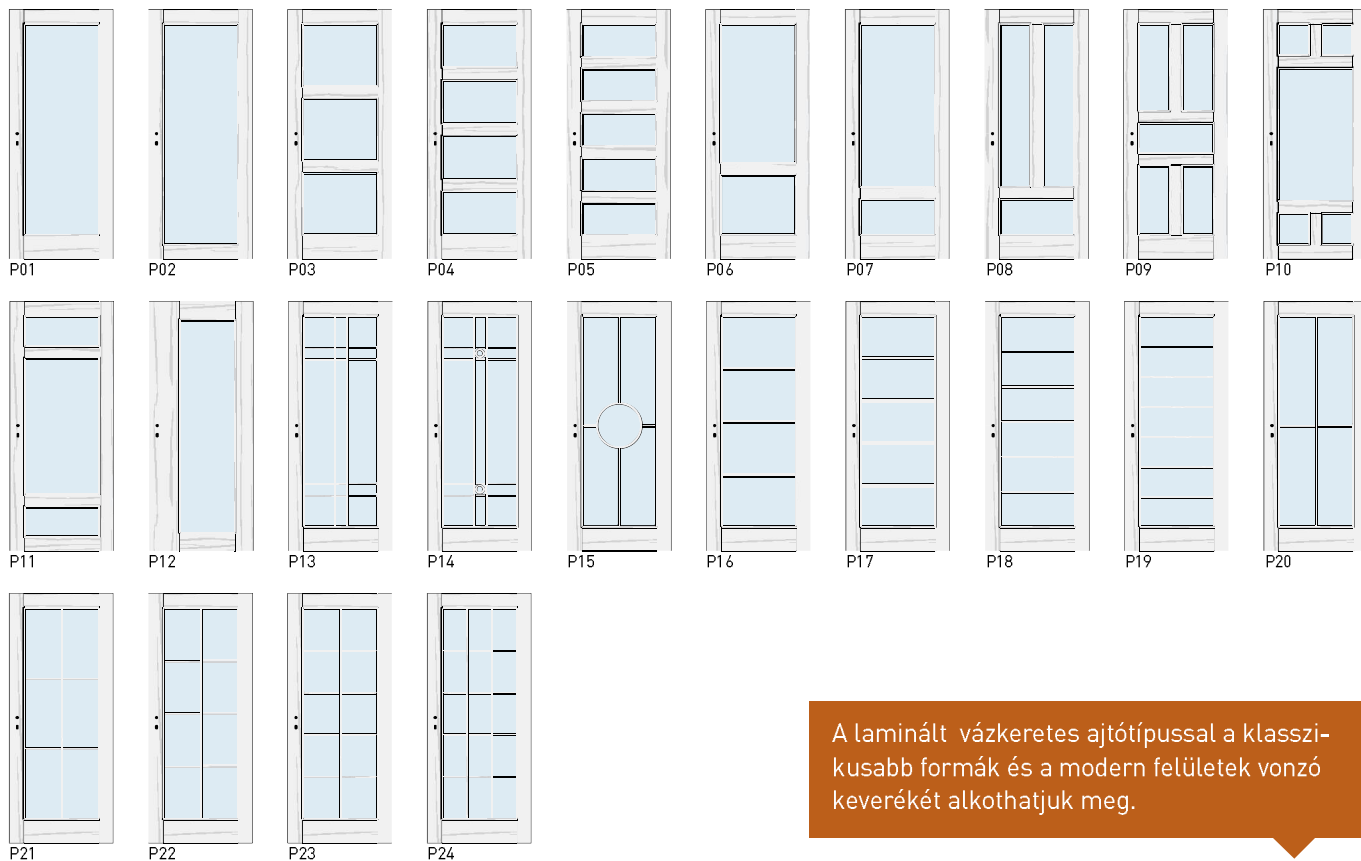 P01 P02 P03 P04 P05 P06 P07 P08 P09 P10
P11 P12 P13 P14 P15 P16 P17 P18 P19 P20
P21 P22 P23 P24
A laminált vázkeretes ajtótípussal a klasszi-
kusabb formák és a modern felületek vonzó
keverékét alkothatjuk meg.